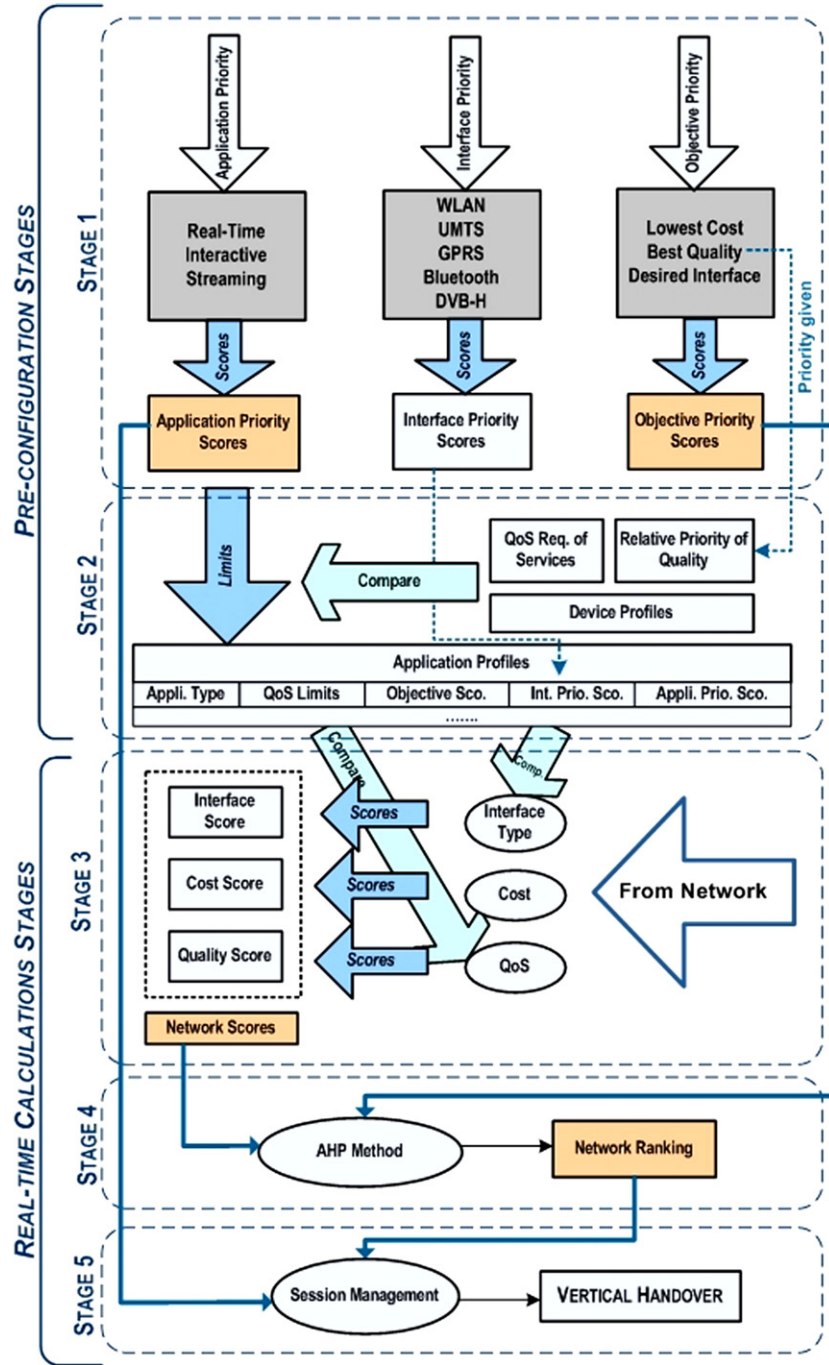 PRE-CONFIGURATION STAGES
STAGE 1
Application Priority
Interface Priority
Objective Priority
Real-Time
Interactive
Streaming
WLAN
UMTS
GPRS
Bluetooth
DVB-H
Lowest Cost
Best Quality
Desired Interface
Scores
Scores
Scores
Priority given
Application Priority
Scores
Interface Priority
Scores
Objective Priority
Scores
STAGE 2
Limits
Compare
QoS Req. of
Services
Relative Priority of
Quality
Device Profiles
Application Profiles
Appli. Type
QoS Limits
Objective Sco.
Int. Prio. Sco.
Appli. Prio. Sco.
.......
REAL-TIME CALCULATIONS STAGES
STAGE 3
Compare
Comp.
Interface
Score
Scores
Interface
Type
Cost Score
Scores
Cost
From Network
Quality Score
Scores
QoS
Network Scores
STAGE 4
AHP Method
Network Ranking
STAGE 5
Session Management
VERTICAL HANDOVER